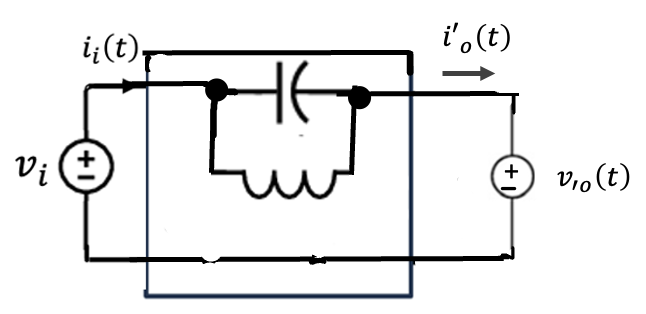 i_i(t)
i'_o(t)
v_i
+
−
+
−
v_{'o}(t)